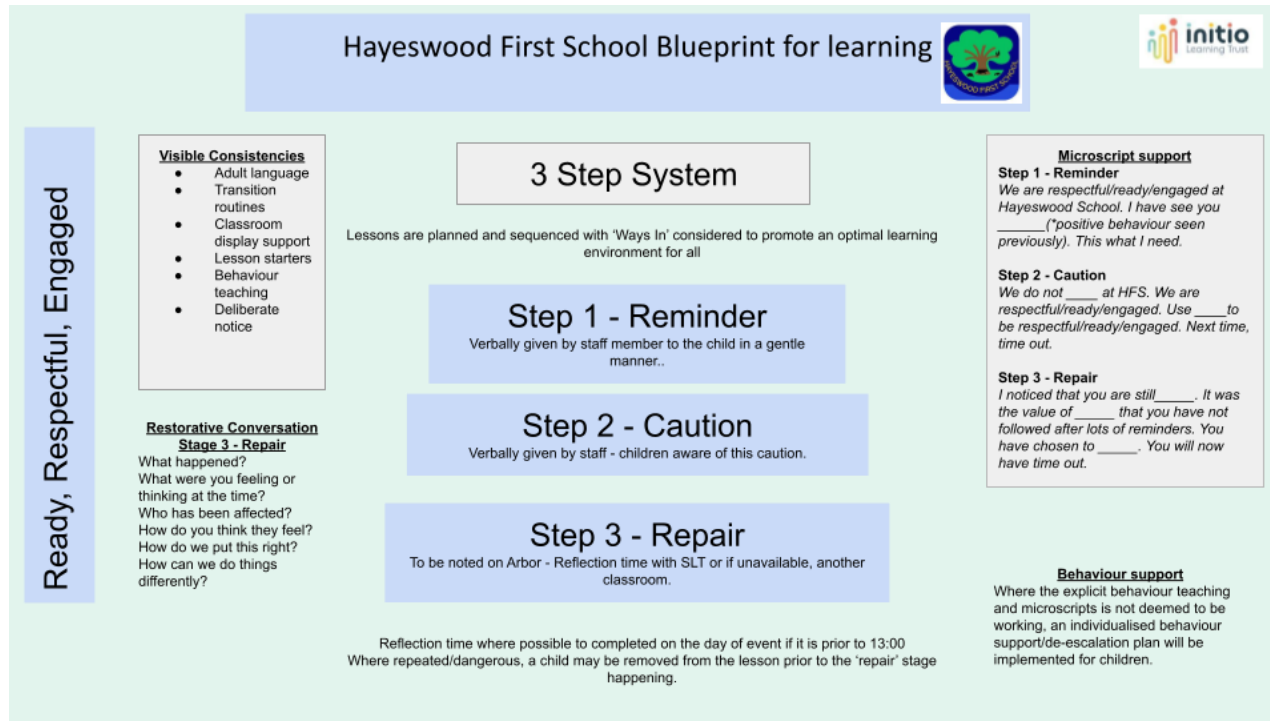 Hayeswood First School Blueprint for learning
HAYESWOOD FIRST SCHOOL
initio
Learning Trust
Ready, Respectful, Engaged
Visible Consistencies
● Adult language
● Transition
routines
● Classroom
display support
● Lesson starters
● Behaviour
teaching
● Deliberate
notice
Restorative Conversation
Stage 3 - Repair
What happened?
What were you feeling or
thinking at the time?
Who has been affected?
How do you think they feel?
How do we put this right?
How can we do things
differently?
3 Step System
Lessons are planned and sequenced with ‘Ways In’ considered to promote an optimal learning
environment for all
Step 1 - Reminder
Verbally given by staff member to the child in a gentle
manner..
Step 2 - Caution
Verbally given by staff - children aware of this caution.
Step 3 - Repair
To be noted on Arbor - Reflection time with SLT or if unavailable, another
classroom.
Reflection time where possible to completed on the day of event if it is prior to 13:00
Where repeated/dangerous, a child may be removed from the lesson prior to the ‘repair’ stage
happening.
Microscript support
Step 1 - Reminder
We are respectful/ready/engaged at
Hayeswood School. I have see you
______(*positive behaviour seen
previously). This what I need.
Step 2 - Caution
We do not ____ at HFS. We are
respectful/ready/engaged. Use ____to
be respectful/ready/engaged. Next time,
time out.
Step 3 - Repair
I noticed that you are still_____. It was
the value of _____ that you have not
followed after lots of reminders. You
have chosen to _____. You will now
have time out.
Behaviour support
Where the explicit behaviour teaching
and microscripts is not deemed to be
working, an individualised behaviour
support/de-escalation plan will be
implemented for children.